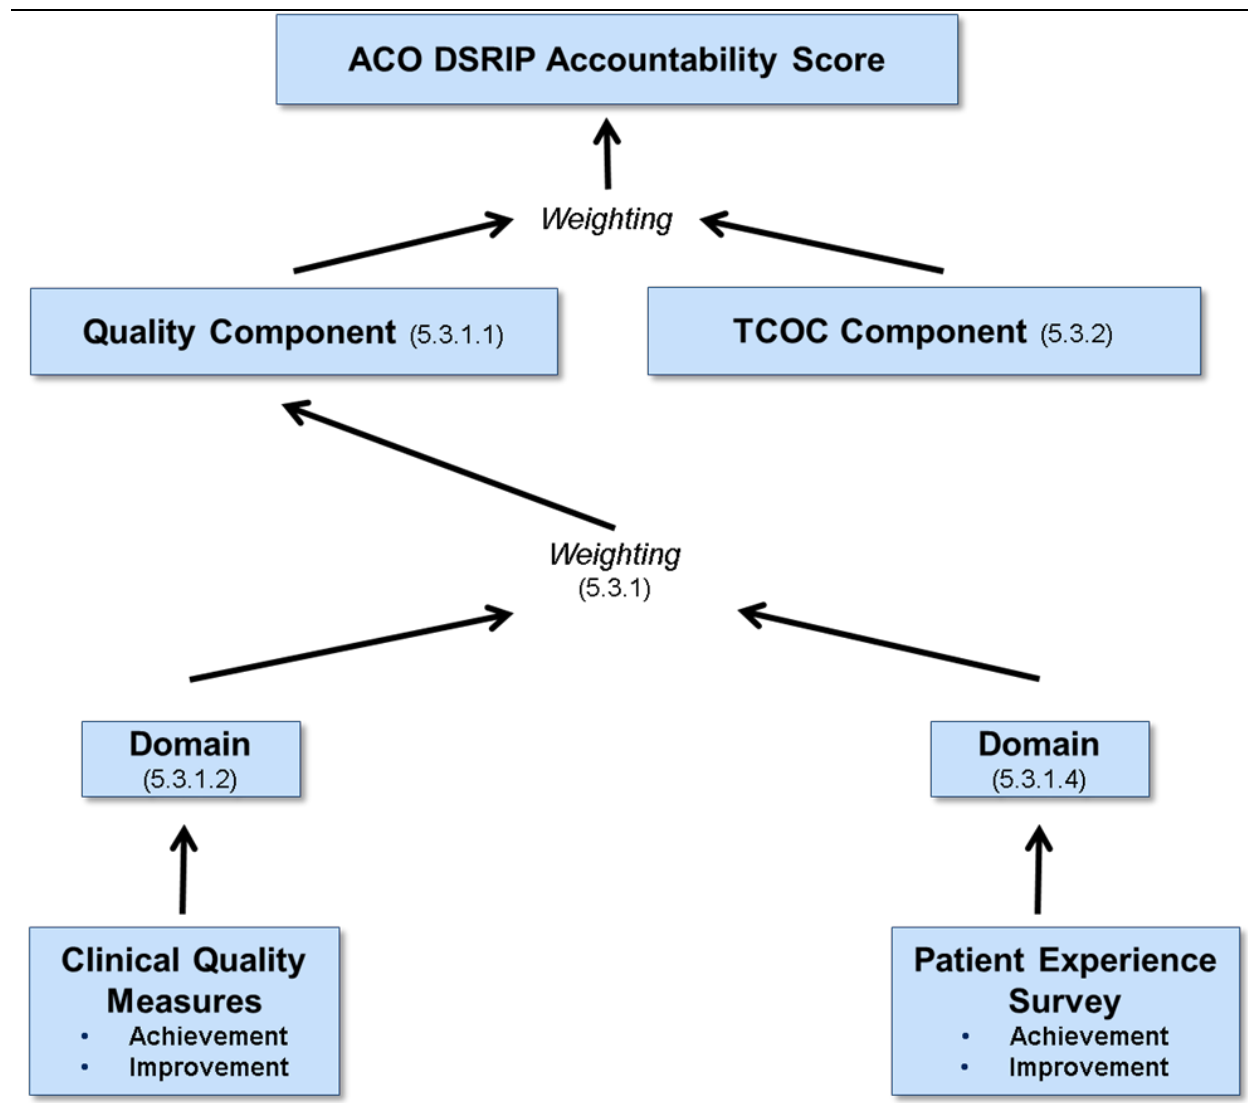 ACO DSRIP Accountability Score
Weighting
Quality Component (5.3.1.1)
TCOC Component (5.3.2)
Weighting
(5.3.1)
Domain
(5.3.1.2)
Domain
(5.3.1.4)
Clinical Quality
Measures
• Achievement
• Improvement
Patient Experience
Survey
• Achievement
• Improvement